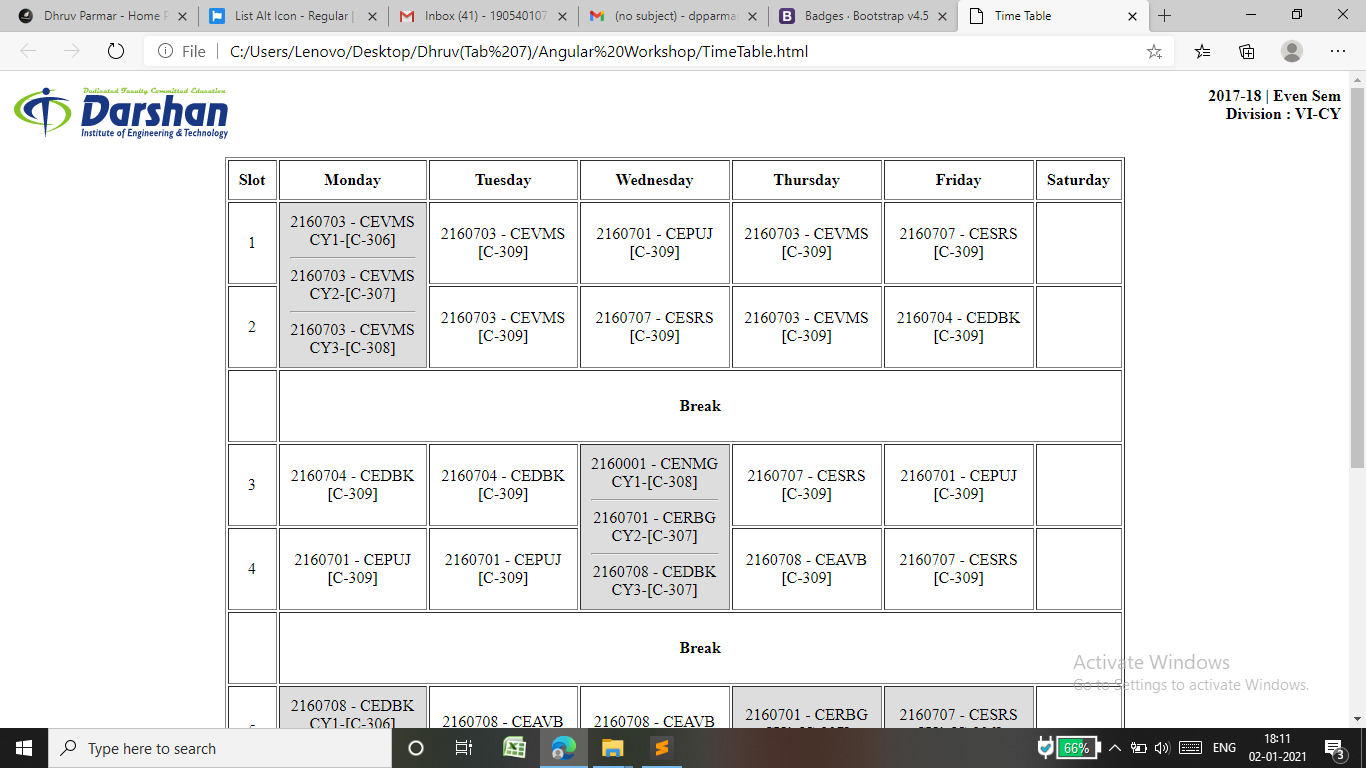 Dhruv Parmar - Home P
List Alt Icon - Regular |
Inbox (41) - 190540107
(no subject) - dpparmar
Badges · Bootstrap v4.5
Time Table
File
C:/Users/Lenovo/Desktop/Dhruv(Tab%207)/Angular%20Workshop/TimeTable.html
Dedicated Faculty Committed Education
Darshan
Institute of Engineering & Technology
2017-18 | Even Sem
Division : VI-CY
Slot Monday Tuesday Wednesday Thursday Friday Saturday
1
2160703 - CEVMS
CY1-[C-306]
2160703 - CEVMS
CY2-[C-307]
2160703 - CEVMS
CY3-[C-308]
2160703 - CEVMS
[C-309]
2160701 - CEPUJ
[C-309]
2160703 - CEVMS
[C-309]
2160707 - CESRS
[C-309]
2
2160703 - CEVMS
[C-309]
2160707 - CESRS
[C-309]
2160703 - CEVMS
[C-309]
2160704 - CEDBK
[C-309]
Break
3
2160704 - CEDBK
[C-309]
2160704 - CEDBK
[C-309]
2160001 - CENMG
CY1-[C-308]
2160701 - CERBG
CY2-[C-307]
2160708 - CEDBK
CY3-[C-307]
2160707 - CESRS
[C-309]
2160701 - CEPUJ
[C-309]
4
2160701 - CEPUJ
[C-309]
2160701 - CEPUJ
[C-309]
2160708 - CEAVB
[C-309]
2160707 - CESRS
[C-309]
Break
2160708 - CEDBK
CY1-[C-306]
2160708 - CEAVB
2160708 - CEAVB
2160701 - CERBG
2160707 - CESRS
Activate Windows
Go to Settings to activate Windows.
Type here to search
66%
ENG
18:11
02-01-2021
3